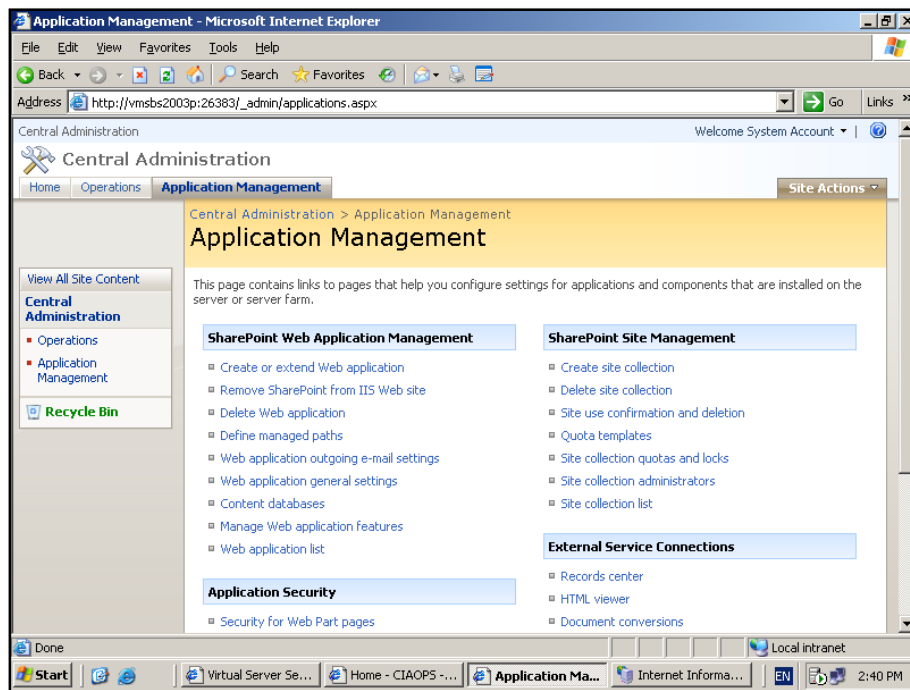 Application Management - Microsoft Internet Explorer
File Edit View Favorites Tools Help
Back Search Favorites
Address http://vmsbs2003p:26383/_admin/applications.aspx Go Links »
Central Administration Welcome System Account
Central Administration
Home Operations Application Management Site Actions
Central Administration > Application Management
Application Management
View All Site Content
Central Administration
Operations
Application Management
Recycle Bin
This page contains links to pages that help you configure settings for applications and components that are installed on the
server or server farm.
SharePoint Web Application Management
Create or extend Web application
Remove SharePoint from IIS Web site
Delete Web application
Define managed paths
Web application outgoing e-mail settings
Web application general settings
Content databases
Manage Web application features
Web application list
Application Security
Security for Web Part pages
SharePoint Site Management
Create site collection
Delete site collection
Site use confirmation and deletion
Quota templates
Site collection quotas and locks
Site collection administrators
Site collection list
External Service Connections
Records center
HTML viewer
Document conversions
Done Local intranet
Start Virtual Server Se... Home - CIAOPS -... Application Ma... Internet Informa... EN 2:40 PM